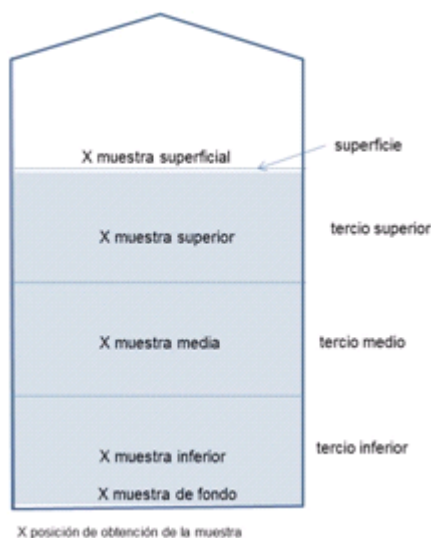 superficie
X muestra superficial
tercio superior
X muestra superior
X muestra media
tercio medio
tercio inferior
X muestra inferior
X muestra de fondo
X posición de obtención de la muestra